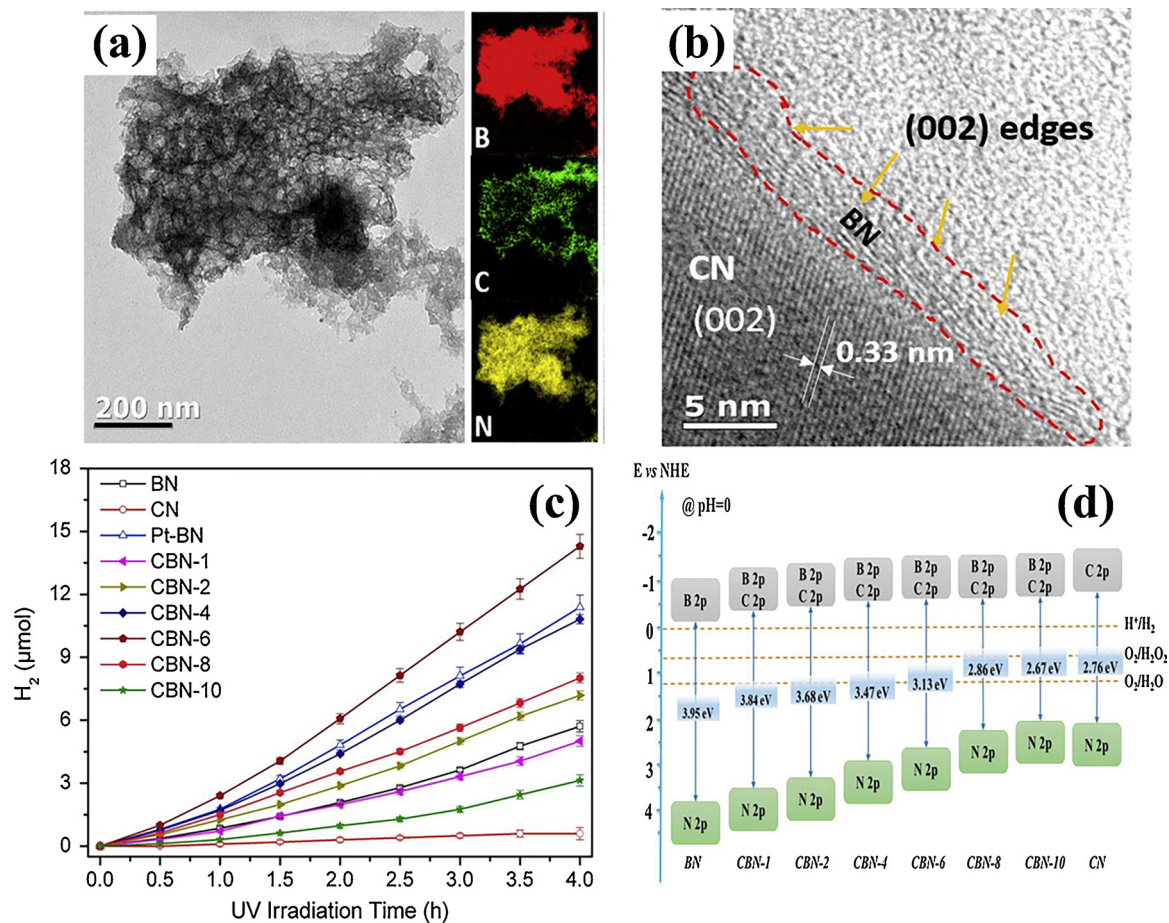 (a)
200 nm
B
C
N
(b)
(002) edges
BN
CN
(002)
0.33 nm
5 nm
(c)
H₂ (μmol)
18
15
12
9
6
3
0
BN
CN
Pt-BN
CBN-1
CBN-2
CBN-4
CBN-6
CBN-8
CBN-10
0.0 0.5 1.0 1.5 2.0 2.5 3.0 3.5 4.0
UV Irradiation Time (h)
E vs NHE
(d)
@ pH=0
-2
-1
0
1
2
3
4
B 2p B 2p B 2p B 2p B 2p B 2p B 2p C 2p
C 2p C 2p C 2p C 2p C 2p C 2p
H⁺/H₂
O₂/H₂O₂
O₂/H₂O
3.95 eV 3.84 eV 3.68 eV 3.47 eV 3.13 eV 2.86 eV 2.67 eV 2.76 eV
N 2p N 2p N 2p N 2p N 2p N 2p N 2p N 2p
BN CBN-1 CBN-2 CBN-4 CBN-6 CBN-8 CBN-10 CN